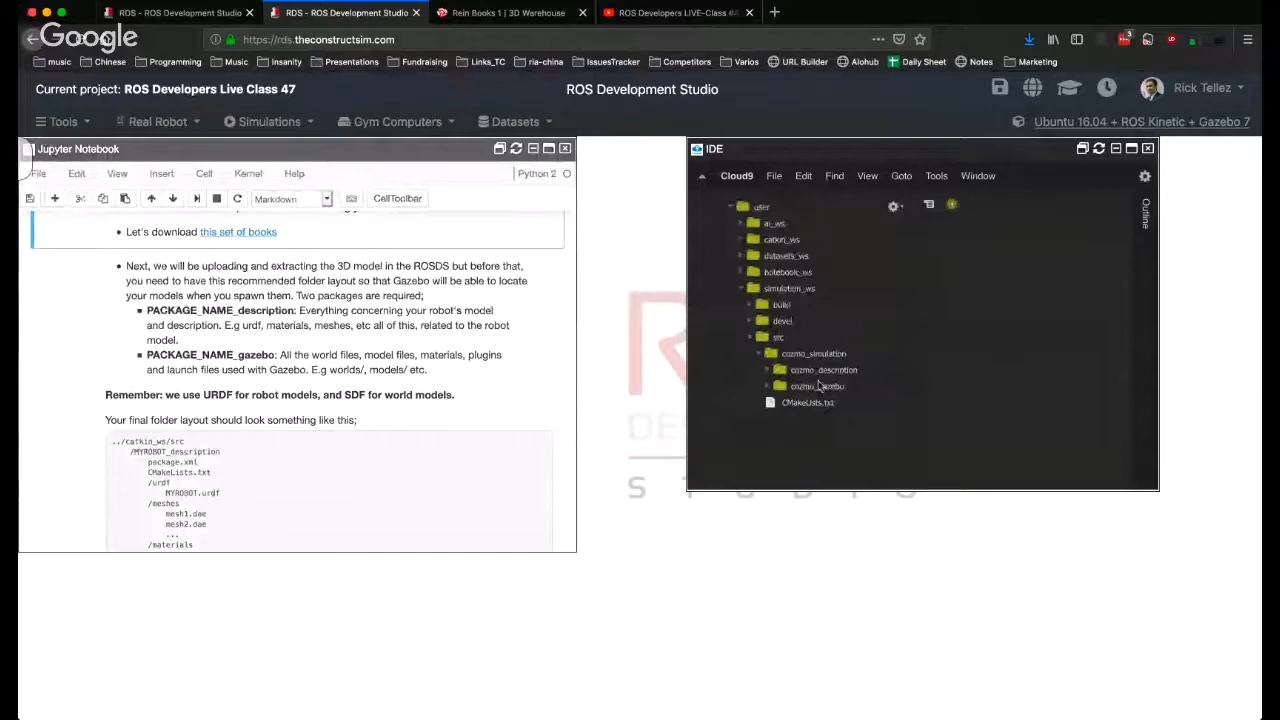 RDS - ROS Development Studio
RDS - ROS Development Studio
Rein Books 1 | 3D Warehouse
ROS Developers LIVE-Class #4
Google
https://rds.theconstructsim.com
music
Chinese
Programming
Music
Insanity
Presentations
Fundraising
Links_TC
ria-china
IssuesTracker
Competitors
Varios
URL Builder
Alohub
Daily Sheet
Notes
Marketing
Current project: ROS Developers Live Class 47
ROS Development Studio
Rick Tellez
Tools
Real Robot
Simulations
Gym Computers
Datasets
Ubuntu 16.04 + ROS Kinetic + Gazebo 7
Jupyter Notebook
File Edit View Insert Cell Kernel Help
Python 2
Markdown
CellToolbar
Let's download this set of books
Next, we will be uploading and extracting the 3D model in the ROSDS but before that,
you need to have this recommended folder layout so that Gazebo will be able to locate
your models when you spawn them. Two packages are required;
PACKAGE_NAME_description: Everything concerning your robot's model
and description. E.g urdf, materials, meshes, etc all of this, related to the robot
model.
PACKAGE_NAME_gazebo: All the world files, model files, materials, plugins
and launch files used with Gazebo. E.g worlds/, models/ etc.
Remember: we use URDF for robot models, and SDF for world models.
Your final folder layout should look something like this;
../catkin_ws/src
/MYROBOT_description
package.xml
CMakeLists.txt
/urdf
MYROBOT.urdf
/meshes
mesh1.dae
mesh2.dae
...
/materials
IDE
Cloud9 File Edit Find View Goto Tools Window
Outline
user
ai_ws
catkin_ws
datasets_ws
notebook_ws
simulation_ws
build
devel
src
cozmo_simulation
cozmo_description
CMakeLists.txt